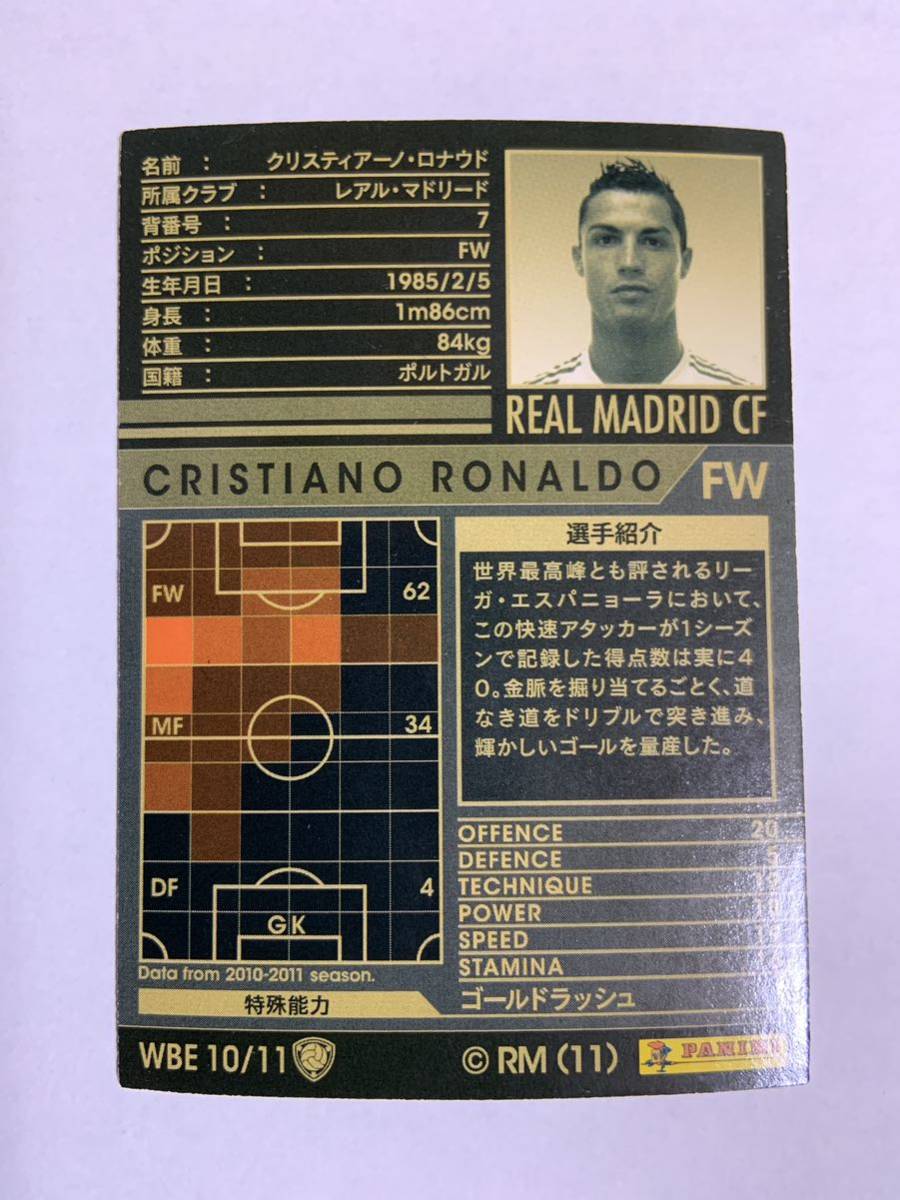 名前 : クリスティアーノ・ロナウド
所属クラブ : レアル・マドリード
背番号 : 7
ポジション : FW
生年月日 : 1985/2/5
身長 : 1m86cm
体重 : 84kg
国籍 : ポルトガル
REAL MADRID CF
CRISTIANO RONALDO FW
FW 62
MF 34
DF 4
GK
Data from 2010-2011 season.
選手紹介
世界最高峰とも評されるリー
ガ・エスパニョーラにおいて、
この快速アタッカーが1シーズ
ンで記録した得点数は実に4
0。金脈を掘り当てるごとく、道
なき道をドリブルで突き進み、
輝かしいゴールを量産した。
OFFENCE 20
DEFENCE 5
TECHNIQUE
POWER
SPEED
STAMINA
特殊能力 ゴールドラッシュ
WBE 10/11 © RM (11) PANINI